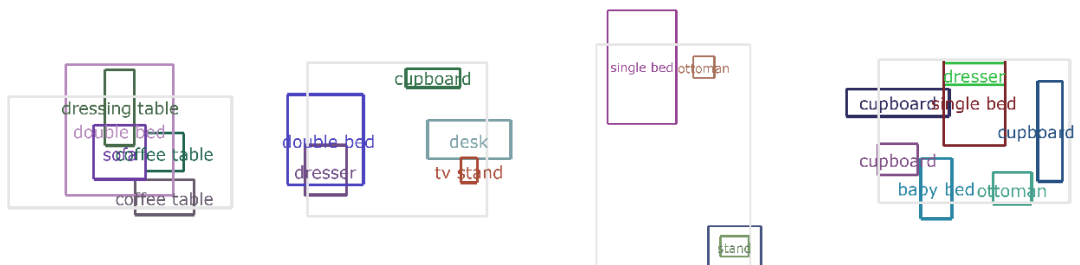 dressing table
double bed
sofa
coffee table
coffee table
cupboard
double bed
desk
dresser
tv stand
single bed
ottoman
stand
dresser
cupboard
single bed
cupboard
cupboard
baby bed
ottoman